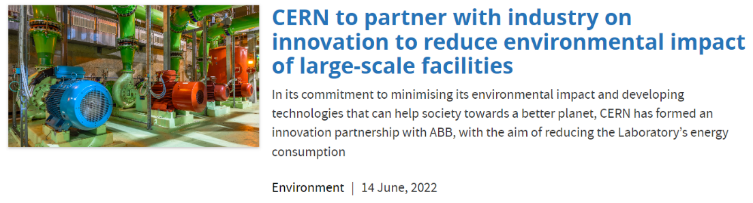 CERN to partner with industry on
innovation to reduce environmental impact
of large-scale facilities
In its commitment to minimising its environmental impact and developing
technologies that can help society towards a better planet, CERN has formed an
innovation partnership with ABB, with the aim of reducing the Laboratory's energy
consumption
Environment | 14 June, 2022